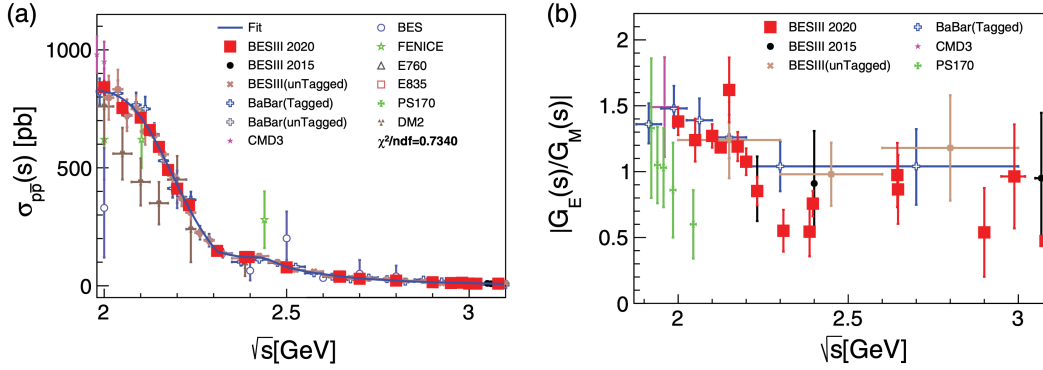 (a)
σpp̄(s) [pb]
1000
500
0
2
2.5
3
√s[GeV]
Fit
BESIII 2020
BESIII 2015
BESIII(unTagged)
BaBar(Tagged)
BaBar(unTagged)
CMD3
BES
FENICE
E760
E835
PS170
DM2
χ²/ndf=0.7340
(b)
|G_E(s)/G_M(s)|
2
1.5
1
0.5
0
2
2.5
3
√s[GeV]
BESIII 2020
BESIII 2015
BESIII(unTagged)
BaBar(Tagged)
CMD3
PS170